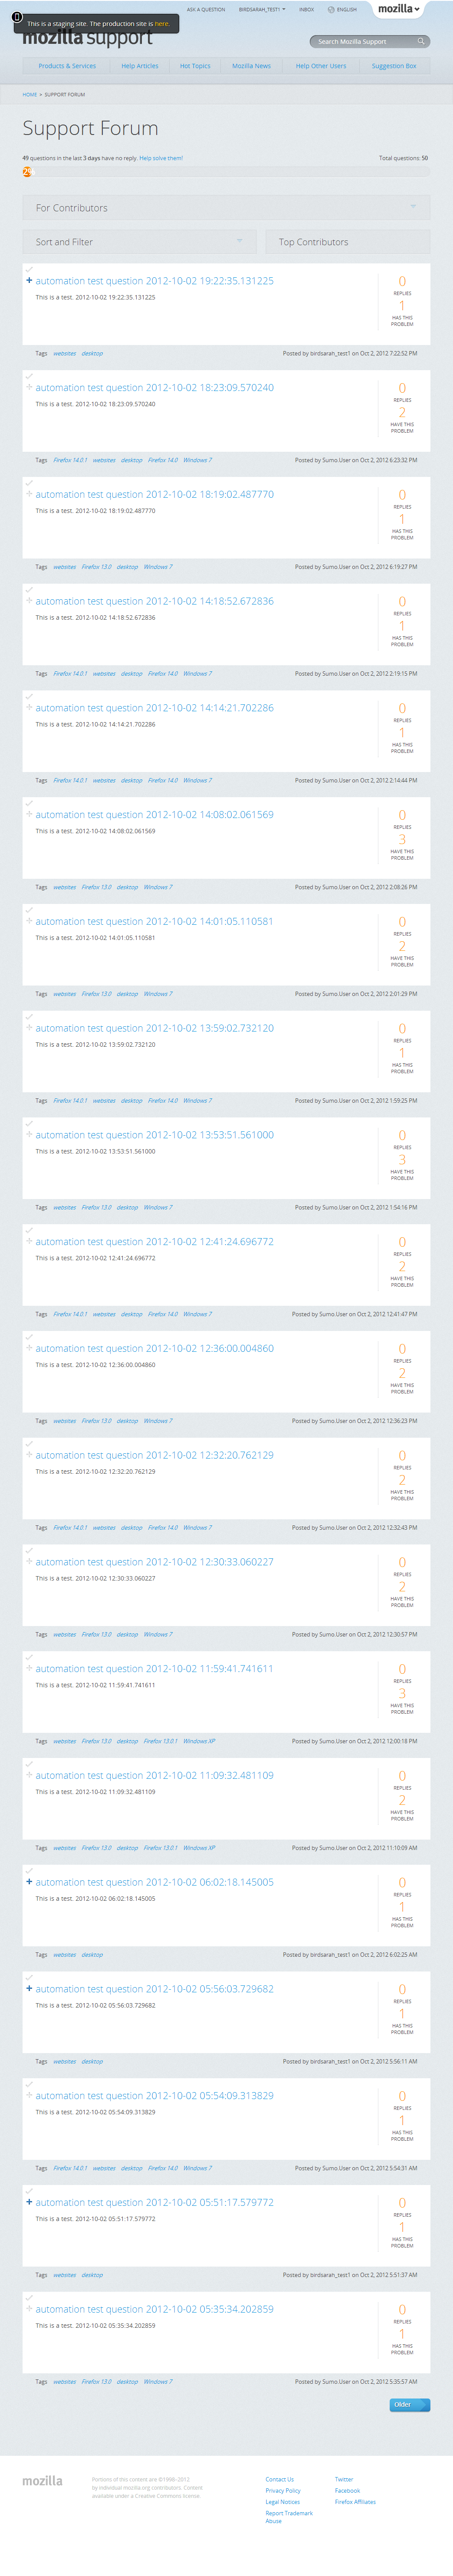 ASK A QUESTION BIRDSARAH_TEST1 INBOX ENGLISH mozilla
This is a staging site. The production site is here.
mozilla support
Search Mozilla Support
Products & Services Help Articles Hot Topics Mozilla News Help Other Users Suggestion Box
HOME » SUPPORT FORUM
Support Forum
49 questions in the last 3 days have no reply. Help solve them!
Total questions: 50
2%
For Contributors
Sort and Filter
Top Contributors
automation test question 2012-10-02 19:22:35.131225
This is a test. 2012-10-02 19:22:35.131225
0 REPLIES
1 HAS THIS PROBLEM
Tags websites desktop
Posted by birdsarah_test1 on Oct 2, 2012 7:22:52 PM
automation test question 2012-10-02 18:23:09.570240
This is a test. 2012-10-02 18:23:09.570240
0 REPLIES
2 HAVE THIS PROBLEM
Tags Firefox 14.0.1 websites desktop Firefox 14.0 Windows 7
Posted by Sumo.User on Oct 2, 2012 6:23:32 PM
automation test question 2012-10-02 18:19:02.487770
This is a test. 2012-10-02 18:19:02.487770
0 REPLIES
1 HAS THIS PROBLEM
Tags websites Firefox 13.0 desktop Windows 7
Posted by Sumo.User on Oct 2, 2012 6:19:27 PM
automation test question 2012-10-02 14:18:52.672836
This is a test. 2012-10-02 14:18:52.672836
0 REPLIES
1 HAS THIS PROBLEM
Tags Firefox 14.0.1 websites desktop Firefox 14.0 Windows 7
Posted by Sumo.User on Oct 2, 2012 2:19:15 PM
automation test question 2012-10-02 14:14:21.702286
This is a test. 2012-10-02 14:14:21.702286
0 REPLIES
1 HAS THIS PROBLEM
Tags Firefox 14.0.1 websites desktop Firefox 14.0 Windows 7
Posted by Sumo.User on Oct 2, 2012 2:14:44 PM
automation test question 2012-10-02 14:08:02.061569
This is a test. 2012-10-02 14:08:02.061569
0 REPLIES
3 HAVE THIS PROBLEM
Tags websites Firefox 13.0 desktop Windows 7
Posted by Sumo.User on Oct 2, 2012 2:08:26 PM
automation test question 2012-10-02 14:01:05.110581
This is a test. 2012-10-02 14:01:05.110581
0 REPLIES
2 HAVE THIS PROBLEM
Tags websites Firefox 13.0 desktop Windows 7
Posted by Sumo.User on Oct 2, 2012 2:01:29 PM
automation test question 2012-10-02 13:59:02.732120
This is a test. 2012-10-02 13:59:02.732120
0 REPLIES
1 HAS THIS PROBLEM
Tags Firefox 14.0.1 websites desktop Firefox 14.0 Windows 7
Posted by Sumo.User on Oct 2, 2012 1:59:25 PM
automation test question 2012-10-02 13:53:51.561000
This is a test. 2012-10-02 13:53:51.561000
0 REPLIES
3 HAVE THIS PROBLEM
Tags websites Firefox 13.0 desktop Windows 7
Posted by Sumo.User on Oct 2, 2012 1:54:16 PM
automation test question 2012-10-02 12:41:24.696772
This is a test. 2012-10-02 12:41:24.696772
0 REPLIES
2 HAVE THIS PROBLEM
Tags Firefox 14.0.1 websites desktop Firefox 14.0 Windows 7
Posted by Sumo.User on Oct 2, 2012 12:41:47 PM
automation test question 2012-10-02 12:36:00.004860
This is a test. 2012-10-02 12:36:00.004860
0 REPLIES
2 HAVE THIS PROBLEM
Tags websites Firefox 13.0 desktop Windows 7
Posted by Sumo.User on Oct 2, 2012 12:36:23 PM
automation test question 2012-10-02 12:32:20.762129
This is a test. 2012-10-02 12:32:20.762129
0 REPLIES
2 HAVE THIS PROBLEM
Tags Firefox 14.0.1 websites desktop Firefox 14.0 Windows 7
Posted by Sumo.User on Oct 2, 2012 12:32:43 PM
automation test question 2012-10-02 12:30:33.060227
This is a test. 2012-10-02 12:30:33.060227
0 REPLIES
2 HAVE THIS PROBLEM
Tags websites Firefox 13.0 desktop Windows 7
Posted by Sumo.User on Oct 2, 2012 12:30:57 PM
automation test question 2012-10-02 11:59:41.741611
This is a test. 2012-10-02 11:59:41.741611
0 REPLIES
3 HAVE THIS PROBLEM
Tags websites Firefox 13.0 desktop Firefox 13.0.1 Windows XP
Posted by Sumo.User on Oct 2, 2012 12:00:18 PM
automation test question 2012-10-02 11:09:32.481109
This is a test. 2012-10-02 11:09:32.481109
0 REPLIES
2 HAVE THIS PROBLEM
Tags websites Firefox 13.0 desktop Firefox 13.0.1 Windows XP
Posted by Sumo.User on Oct 2, 2012 11:10:09 AM
automation test question 2012-10-02 06:02:18.145005
This is a test. 2012-10-02 06:02:18.145005
0 REPLIES
1 HAS THIS PROBLEM
Tags websites desktop
Posted by birdsarah_test1 on Oct 2, 2012 6:02:25 AM
automation test question 2012-10-02 05:56:03.729682
This is a test. 2012-10-02 05:56:03.729682
0 REPLIES
1 HAS THIS PROBLEM
Tags websites desktop
Posted by birdsarah_test1 on Oct 2, 2012 5:56:11 AM
automation test question 2012-10-02 05:54:09.313829
This is a test. 2012-10-02 05:54:09.313829
0 REPLIES
1 HAS THIS PROBLEM
Tags Firefox 14.0.1 websites desktop Firefox 14.0 Windows 7
Posted by Sumo.User on Oct 2, 2012 5:54:31 AM
automation test question 2012-10-02 05:51:17.579772
This is a test. 2012-10-02 05:51:17.579772
0 REPLIES
1 HAS THIS PROBLEM
Tags websites desktop
Posted by birdsarah_test1 on Oct 2, 2012 5:51:37 AM
automation test question 2012-10-02 05:35:34.202859
This is a test. 2012-10-02 05:35:34.202859
0 REPLIES
1 HAS THIS PROBLEM
Tags websites Firefox 13.0 desktop Windows 7
Posted by Sumo.User on Oct 2, 2012 5:35:57 AM
Older
mozilla
Portions of this content are ©1998–2012
by individual mozilla.org contributors. Content
available under a Creative Commons license.
Contact Us
Privacy Policy
Legal Notices
Report Trademark
Abuse
Twitter
Facebook
Firefox Affiliates